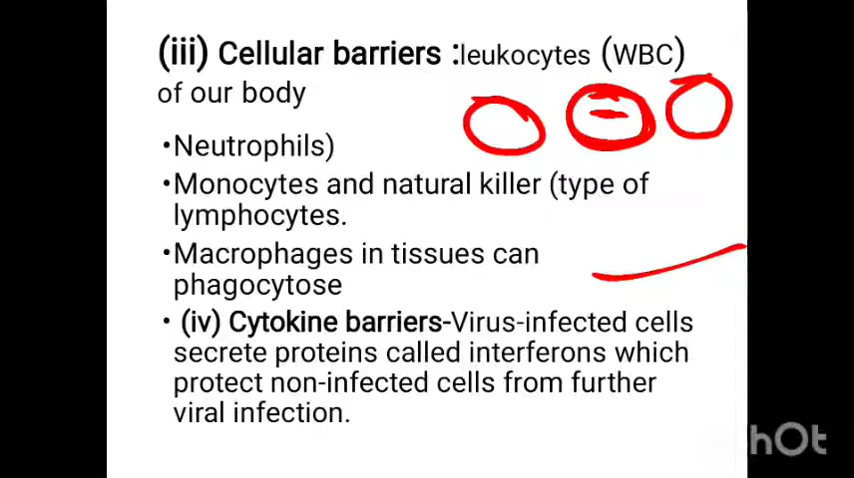 (iii) Cellular barriers :leukocytes (WBC)
of our body
•Neutrophils)
•Monocytes and natural killer (type of
lymphocytes.
•Macrophages in tissues can
phagocytose
• (iv) Cytokine barriers-Virus-infected cells
secrete proteins called interferons which
protect non-infected cells from further
viral infection.